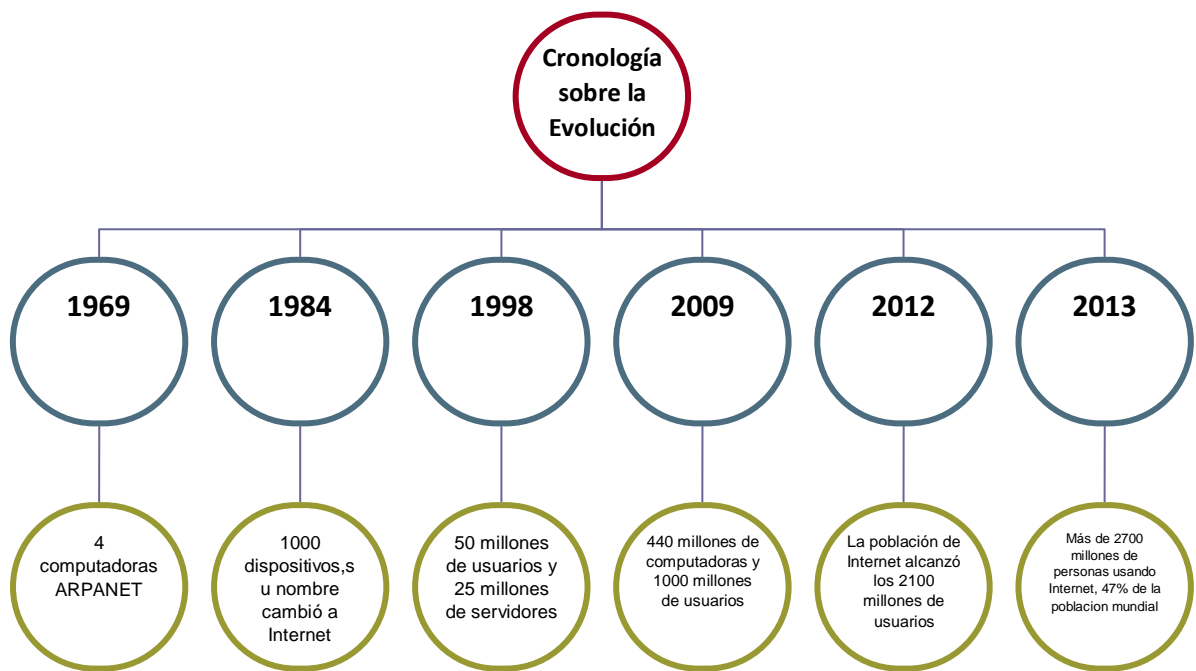 Cronología
sobre la
Evolución
1969
1984
1998
2009
2012
2013
4
computadoras
ARPANET
1000
dispositivos,s
u nombre
cambió a
Internet
50 millones
de usuarios y
25 millones
de servidores
440 millones de
computadoras y
1000 millones
de usuarios
La población de
Internet alcanzó
los 2100
millones de
usuarios
Más de 2700
millones de
personas usando
Internet, 47% de la
poblacion mundial